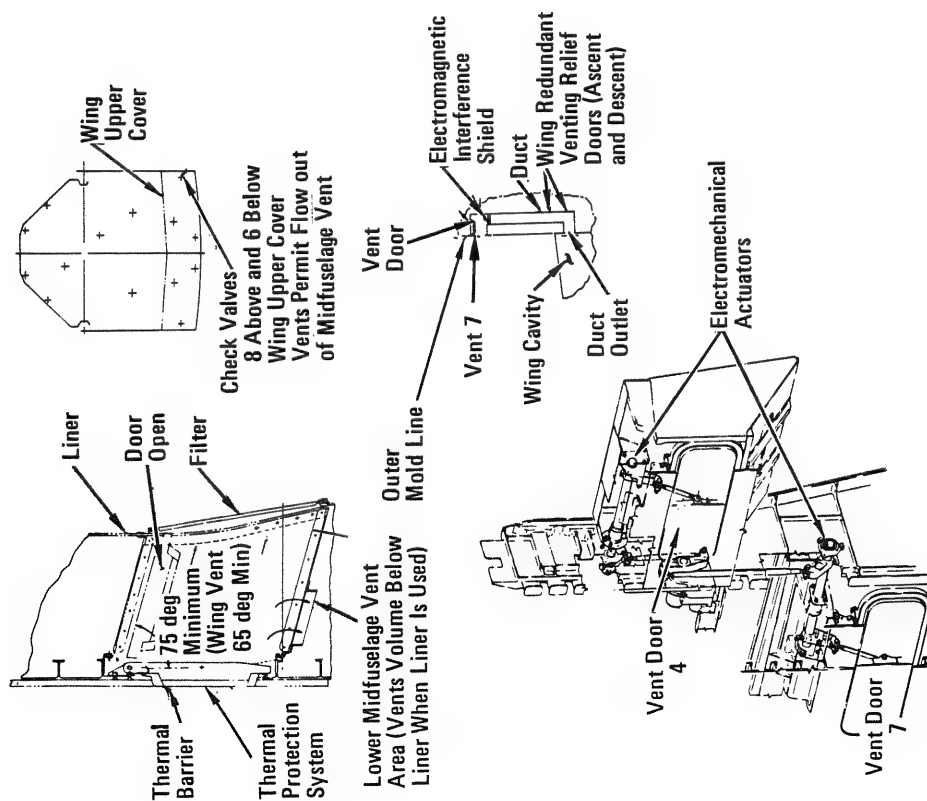 Liner
Door
Open
Filter
75 deg
Minimum
(Wing Vent
65 deg Min)
Thermal
Barrier
Thermal
Protection
System
Lower Midfuselage Vent
Area (Vents Volume Below
Liner When Liner Is Used)
Wing
Upper
Cover
Check Valves
8 Above and 6 Below
Wing Upper Cover
Vents Permit Flow out
of Midfuselage Vent
Outer
Mold Line
Vent
Door
Vent 7
Electromagnetic
Interference
Shield
Duct
Wing Redundant
Venting Relief
Doors (Ascent
and Descent)
Wing Cavity
Duct
Outlet
Electromechanical
Actuators
Vent Door
4
Vent Door
7